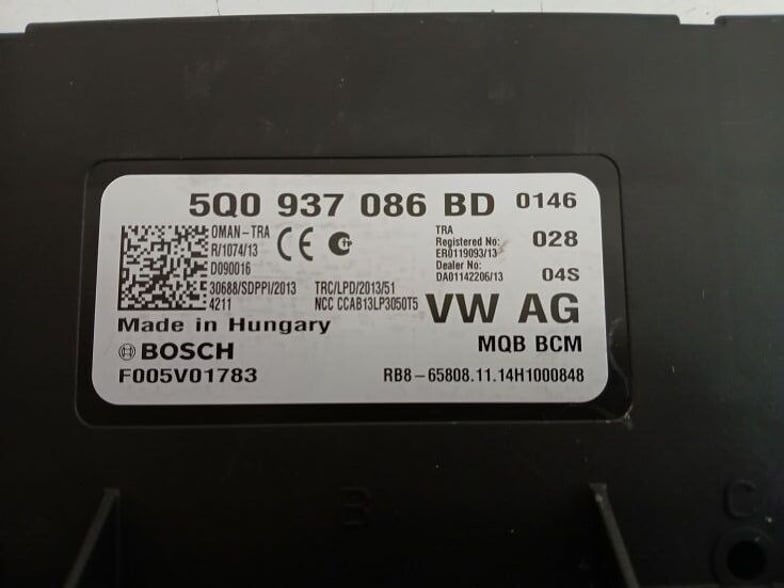 5Q0 937 086 BD 0146
OMAN-TRA
R/1074/13
D090016
CE
TRA
Registered No:
ER0119093/13
Dealer No:
DA01142206/13
028
04S
30688/SDPPI/2013
4211
TRC/LPD/2013/51
NCC CCAB13LP3050T5
VW AG
Made in Hungary
MQB BCM
BOSCH
F005V01783
RB8-65808.11.14H1000848
B
C